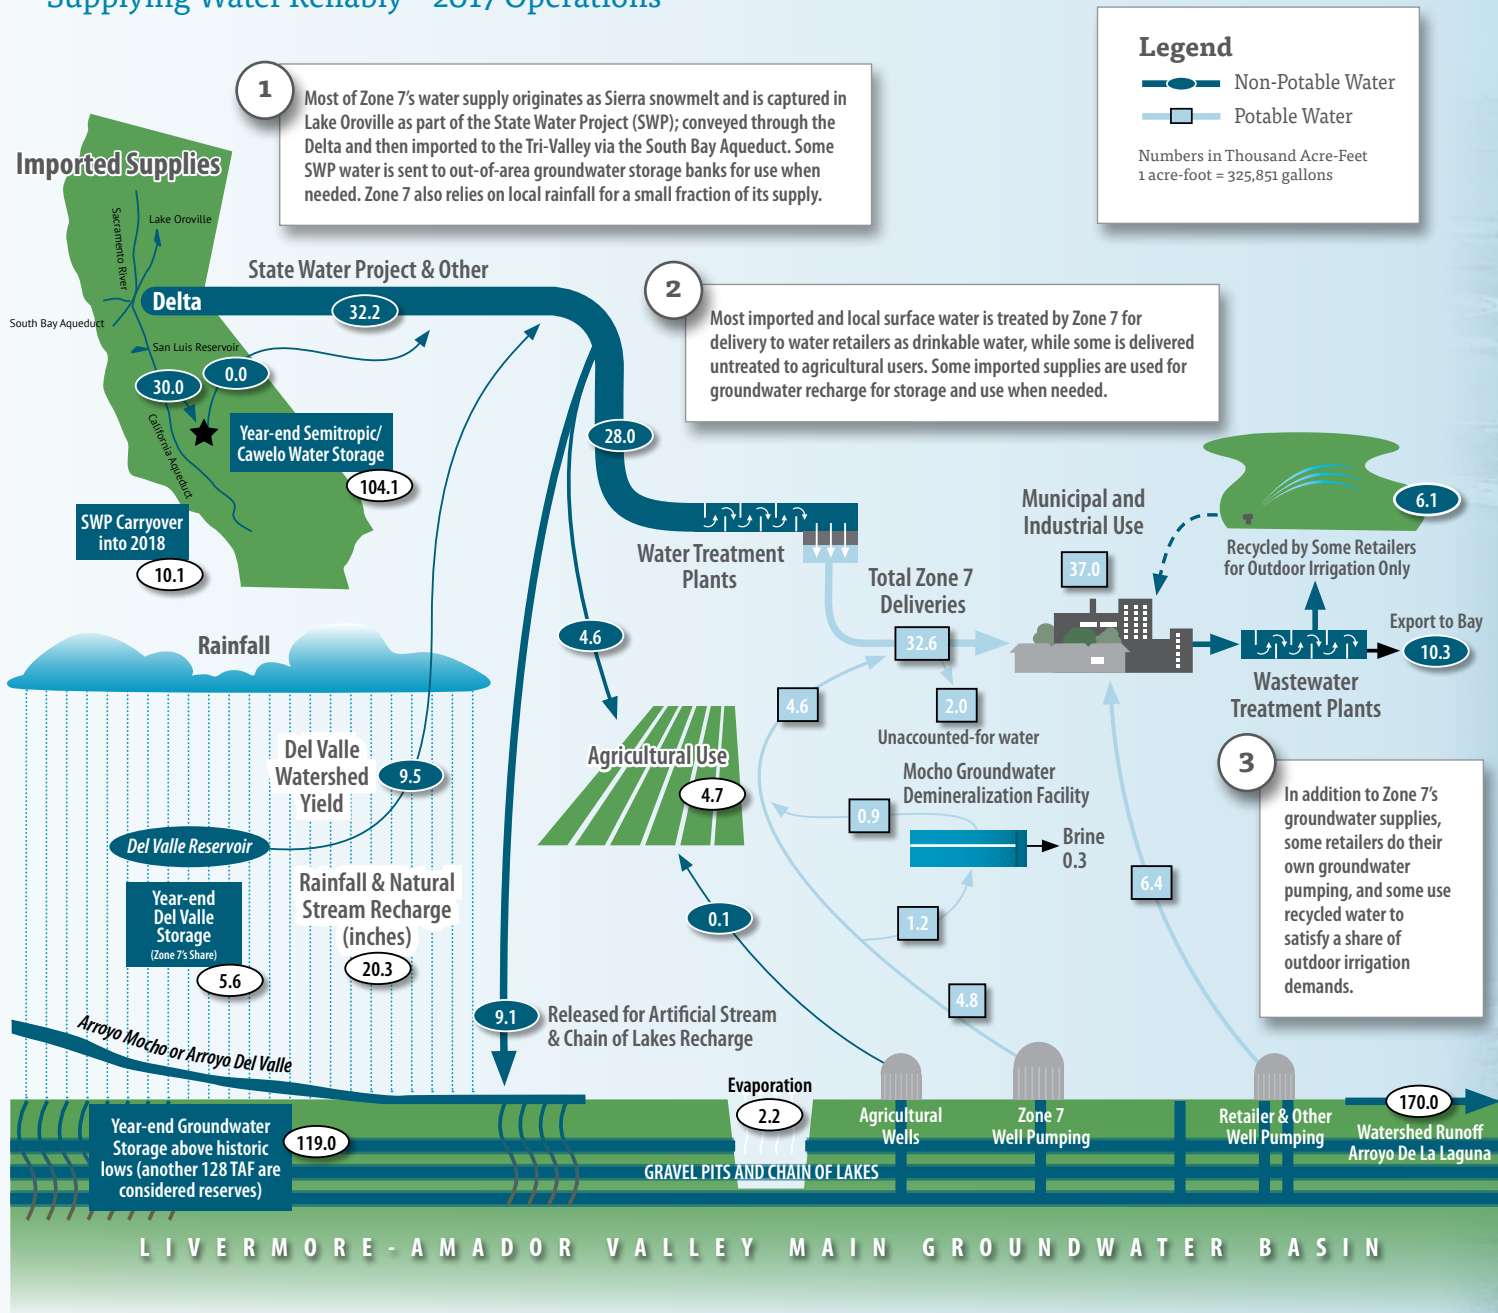 Supplying Water Reliably – 2017 Operations
Legend
Non-Potable Water
Potable Water
Numbers in Thousand Acre-Feet
1 acre-foot = 325,851 gallons
1
Most of Zone 7’s water supply originates as Sierra snowmelt and is captured in
Lake Oroville as part of the State Water Project (SWP); conveyed through the
Delta and then imported to the Tri-Valley via the South Bay Aqueduct. Some
SWP water is sent to out-of-area groundwater storage banks for use when
needed. Zone 7 also relies on local rainfall for a small fraction of its supply.
Imported Supplies
Sacramento River
Lake Oroville
State Water Project & Other
Delta
32.2
South Bay Aqueduct
San Luis Reservoir
30.0
0.0
California Aqueduct
Year-end Semitropic/
Cawelo Water Storage
104.1
SWP Carryover
into 2018
10.1
2
Most imported and local surface water is treated by Zone 7 for
delivery to water retailers as drinkable water, while some is delivered
untreated to agricultural users. Some imported supplies are used for
groundwater recharge for storage and use when needed.
28.0
Water Treatment
Plants
Total Zone 7
Deliveries
32.6
Municipal and
Industrial Use
37.0
6.1
Recycled by Some Retailers
for Outdoor Irrigation Only
Export to Bay
10.3
Wastewater
Treatment Plants
4.6
4.6
2.0
Unaccounted-for water
Rainfall
Del Valle
Watershed
Yield
9.5
Del Valle Reservoir
Year-end
Del Valle
Storage
(Zone 7’s Share)
5.6
Rainfall & Natural
Stream Recharge
(inches)
20.3
Agricultural Use
4.7
Mocho Groundwater
Demineralization Facility
0.9
Brine
0.3
1.2
0.1
4.8
6.4
3
In addition to Zone 7’s
groundwater supplies,
some retailers do their
own groundwater
pumping, and some use
recycled water to
satisfy a share of
outdoor irrigation
demands.
9.1
Released for Artificial Stream
& Chain of Lakes Recharge
Arroyo Mocho or Arroyo Del Valle
Year-end Groundwater
Storage above historic
lows (another 128 TAF are
considered reserves)
119.0
Evaporation
2.2
GRAVEL PITS AND CHAIN OF LAKES
Agricultural
Wells
Zone 7
Well Pumping
Retailer & Other
Well Pumping
170.0
Watershed Runoff
Arroyo De La Laguna
LIVERMORE-AMADOR VALLEY MAIN GROUNDWATER BASIN